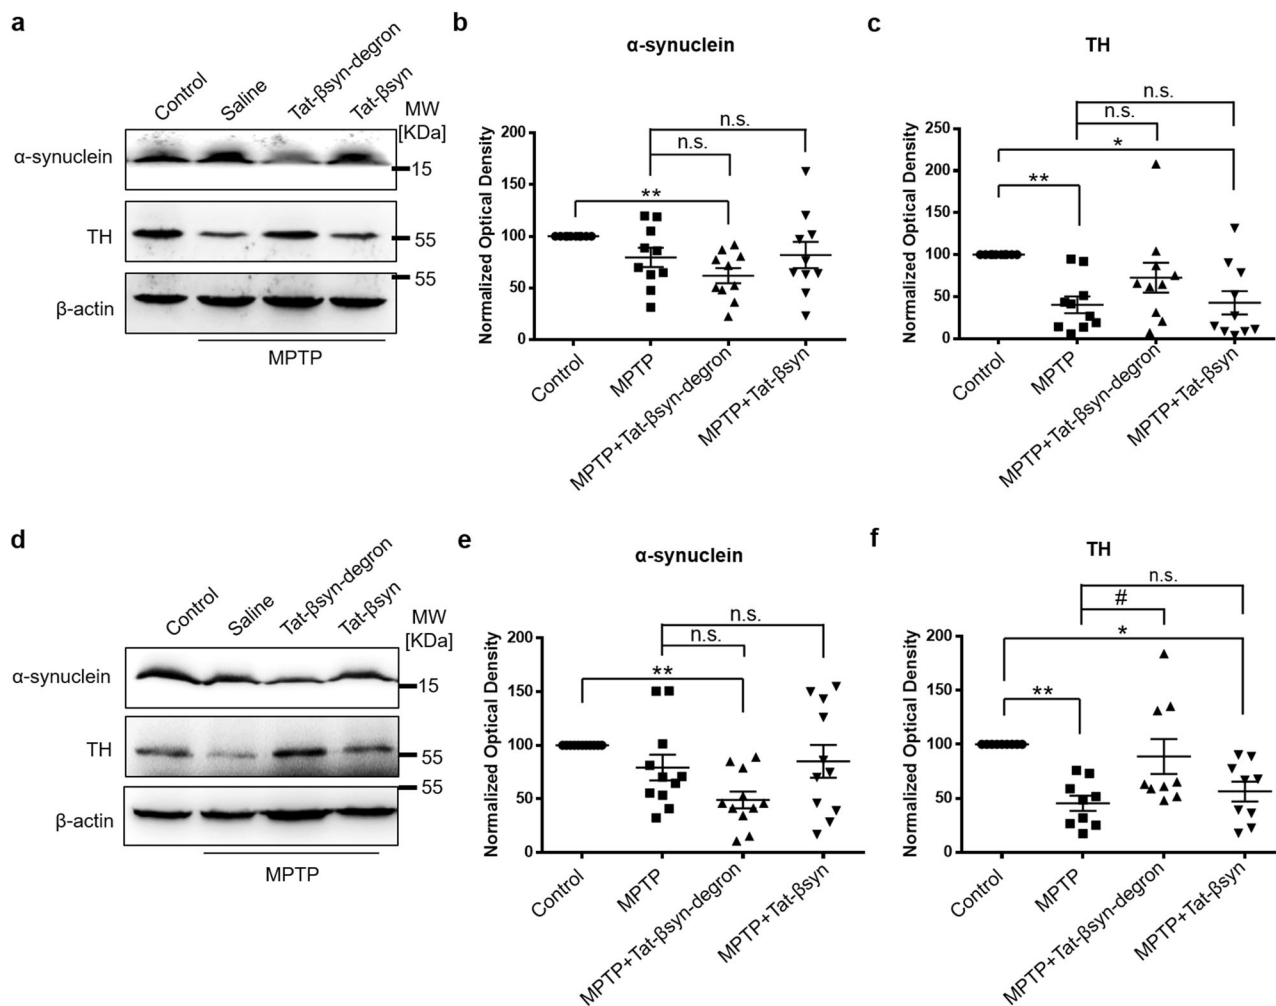 a
Control
Saline
Tat-βsyn-degron
Tat-βsyn
MW
[KDa]
α-synuclein
15
TH
55
55
β-actin
MPTP
b
α-synuclein
n.s.
n.s.
**
Normalized Optical Density
200
150
100
50
0
Control
MPTP
MPTP+Tat-βsyn-degron
MPTP+Tat-βsyn
c
TH
n.s.
n.s.
*
**
Normalized Optical Density
250
200
150
100
50
0
Control
MPTP
MPTP+Tat-βsyn-degron
MPTP+Tat-βsyn
d
Control
Saline
Tat-βsyn-degron
Tat-βsyn
MW
[KDa]
α-synuclein
15
TH
55
55
β-actin
MPTP
e
α-synuclein
n.s.
n.s.
**
Normalized Optical Density
200
150
100
50
0
Control
MPTP
MPTP+Tat-βsyn-degron
MPTP+Tat-βsyn
f
TH
n.s.
#
*
**
Normalized Optical Density
200
150
100
50
0
Control
MPTP
MPTP+Tat-βsyn-degron
MPTP+Tat-βsyn